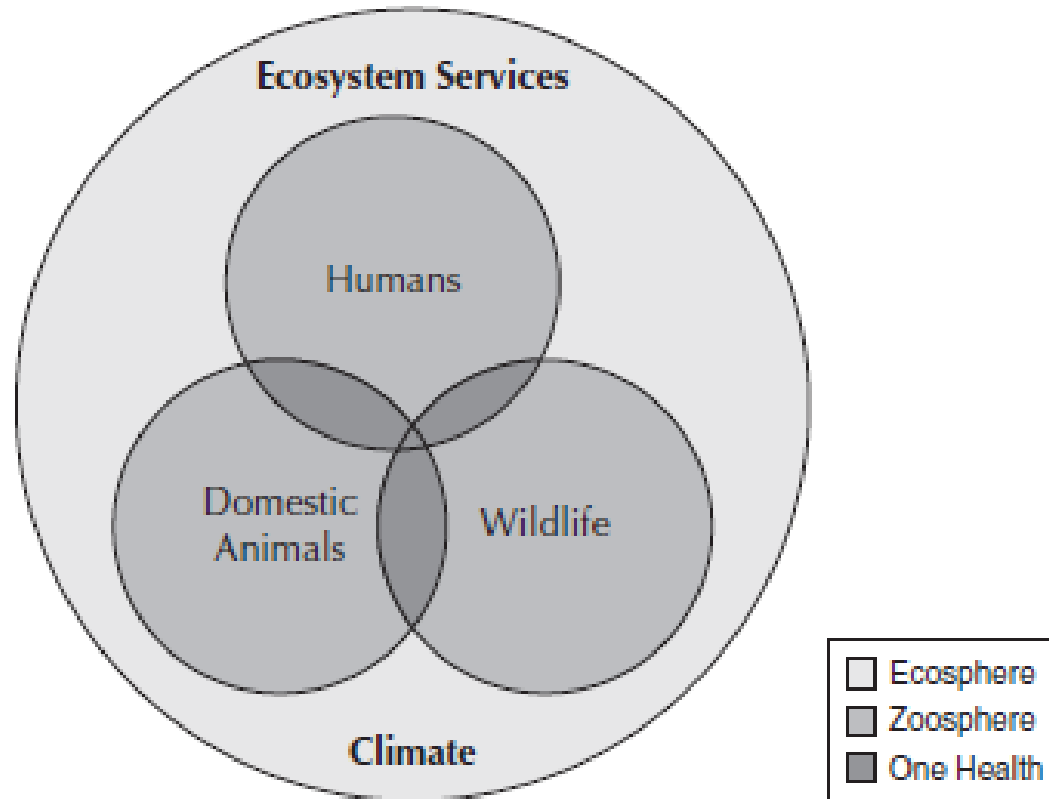 Ecosystem Services
Humans
Domestic
Animals
Wildlife
Climate
Ecosphere
Zoosphere
One Health